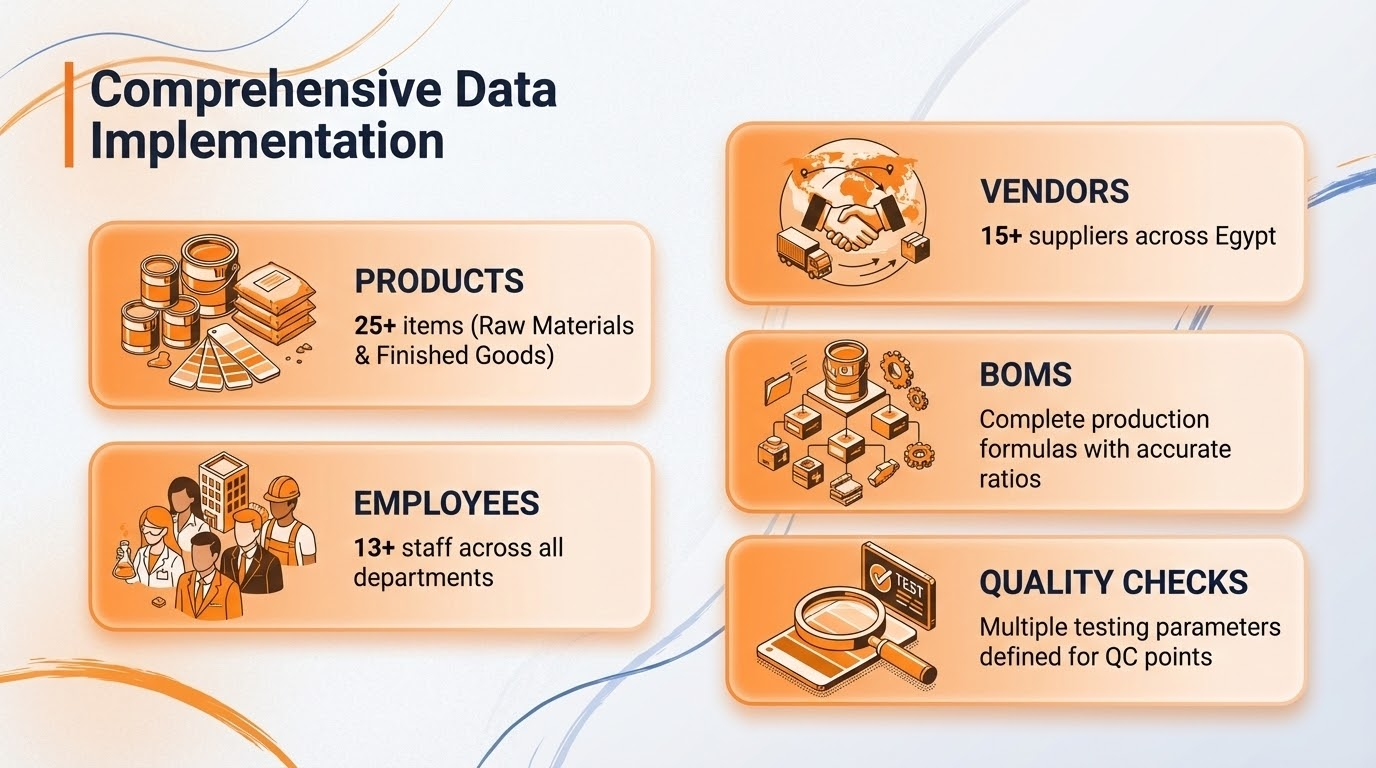 Comprehensive Data
Implementation
PRODUCTS
25+ items (Raw Materials
& Finished Goods)
EMPLOYEES
13+ staff across all
departments
VENDORS
15+ suppliers across Egypt
BOMS
Complete production
formulas with accurate
ratios
TEST
QUALITY CHECKS
Multiple testing parameters
defined for QC points